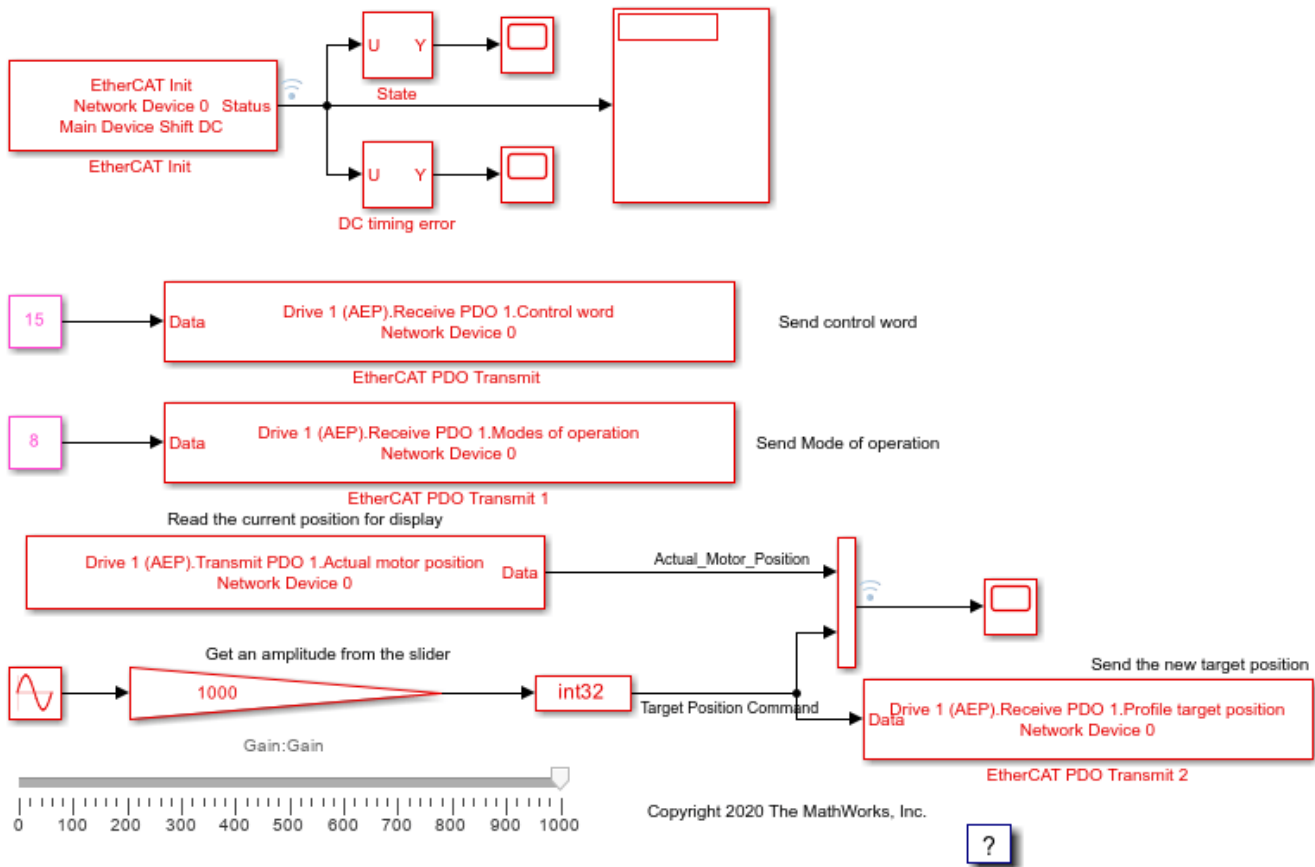 U Y
State
EtherCAT Init
Network Device 0 Status
Main Device Shift DC
EtherCAT Init
U Y
DC timing error
15
Data
Drive 1 (AEP).Receive PDO 1.Control word
Network Device 0
Send control word
EtherCAT PDO Transmit
8
Data
Drive 1 (AEP).Receive PDO 1.Modes of operation
Network Device 0
Send Mode of operation
EtherCAT PDO Transmit 1
Read the current position for display
Drive 1 (AEP).Transmit PDO 1.Actual motor position
Network Device 0
Data
Actual_Motor_Position
Get an amplitude from the slider
1000
int32
Target Position Command
Send the new target position
Data
Drive 1 (AEP).Receive PDO 1.Profile target position
Network Device 0
EtherCAT PDO Transmit 2
Gain:Gain
0 100 200 300 400 500 600 700 800 900 1000
Copyright 2020 The MathWorks, Inc.
?